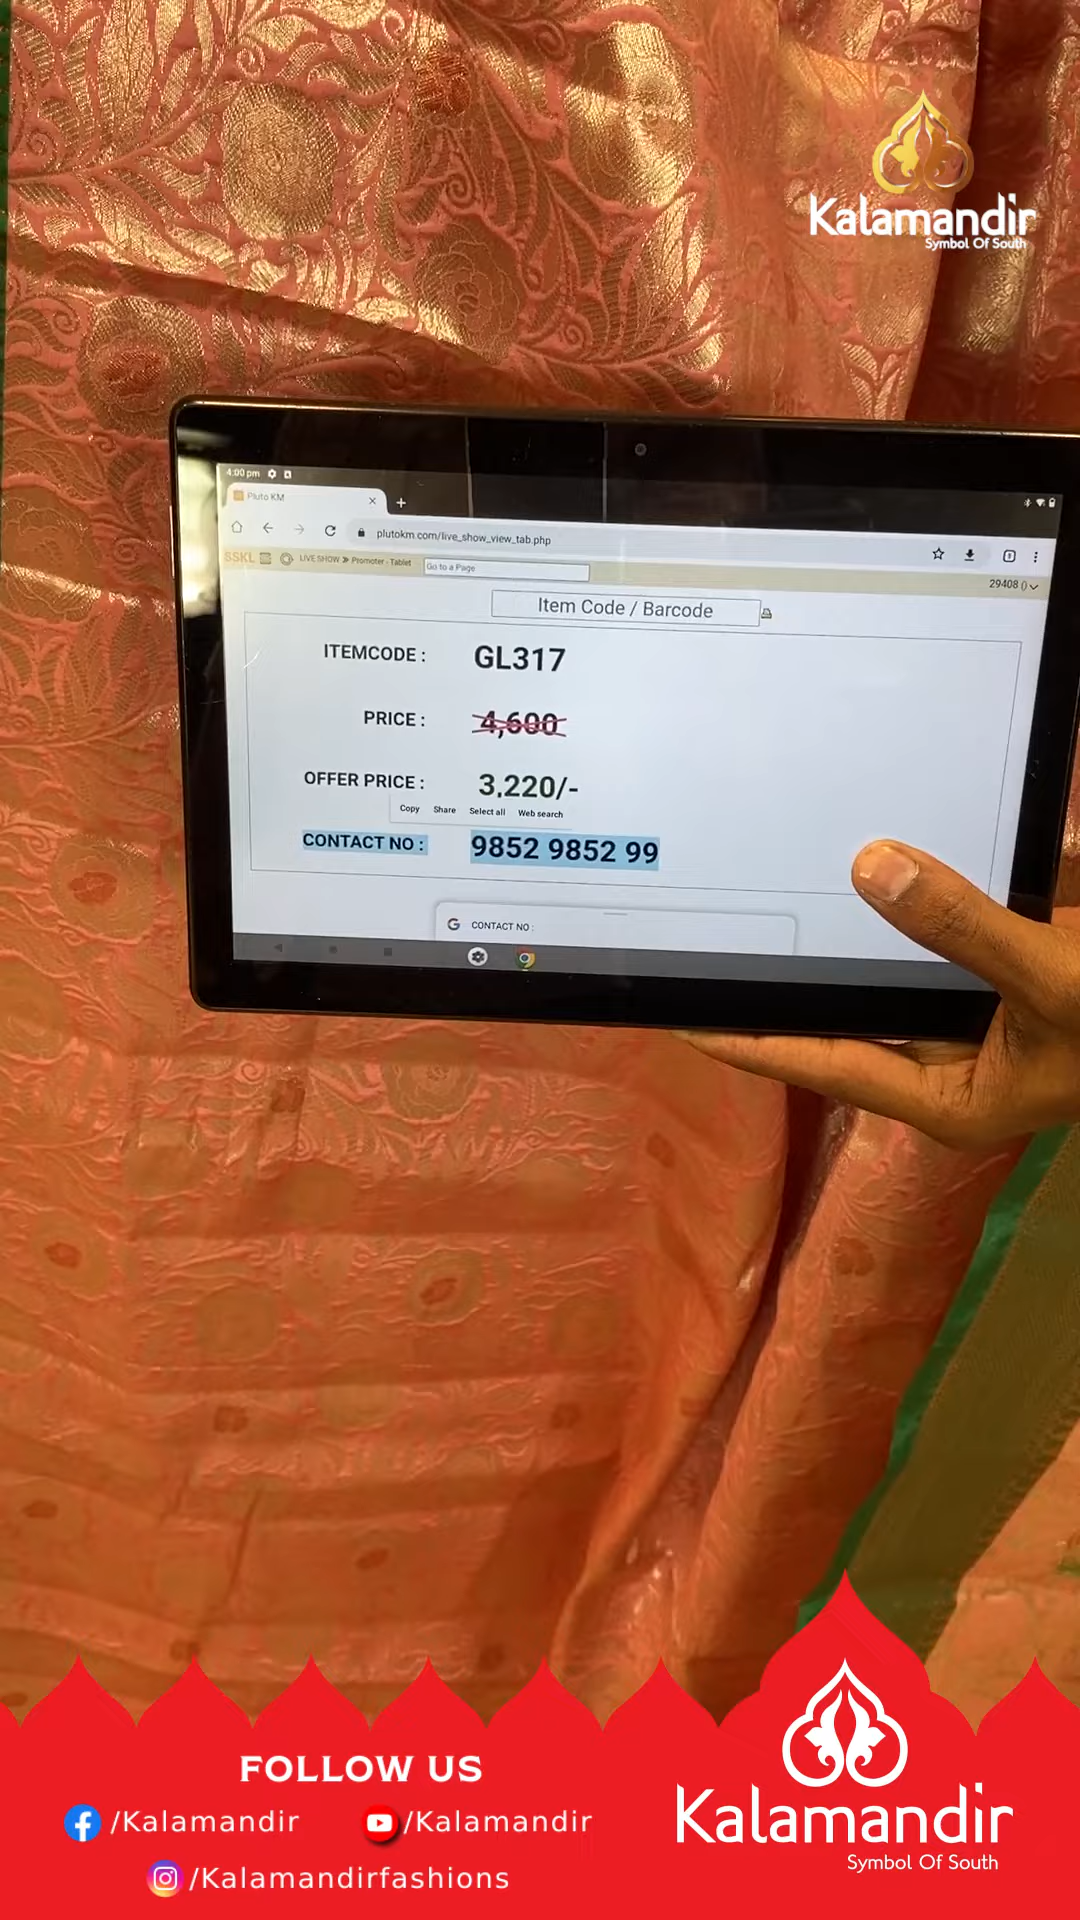 Kalamandir
Symbol Of South
4:00 pm
Pluto KM
plutokm.com/live_show_view_tab.php
SSKL LIVE SHOW >> Promoter - Tablet Go to a Page
29408 ()
Item Code / Barcode
ITEMCODE : GL317
PRICE : 4,600
OFFER PRICE : 3,220/-
Copy Share Select all Web search
CONTACT NO : 9852 9852 99
CONTACT NO :
FOLLOW US
/Kalamandir /Kalamandir
/Kalamandirfashions
Kalamandir
Symbol Of South